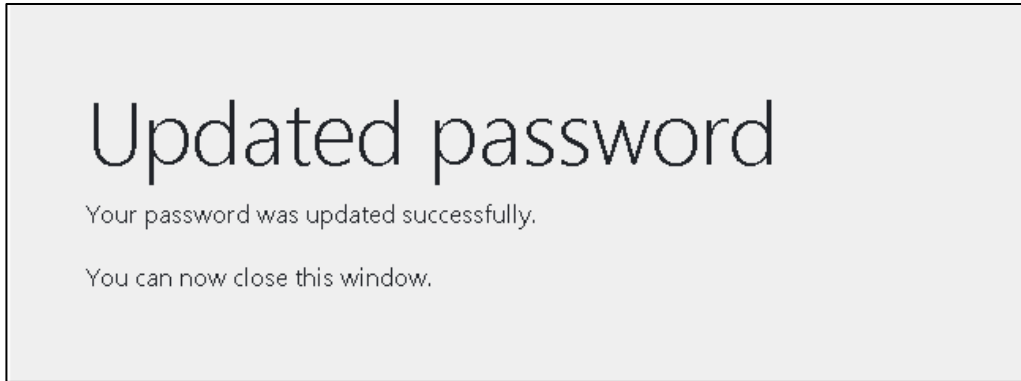 Updated password
Your password was updated successfully.
You can now close this window.